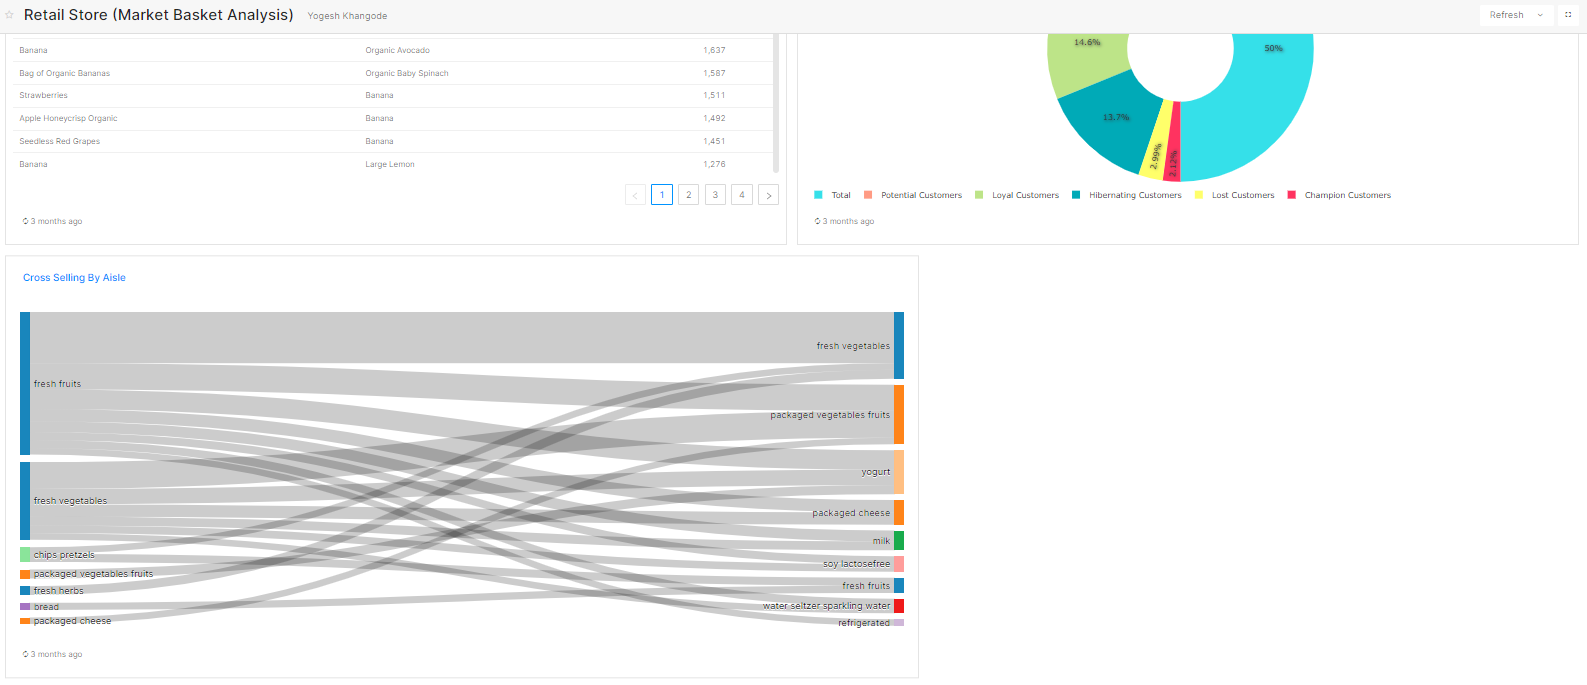 Retail Store (Market Basket Analysis) Yogesh Khangode
Refresh
Banana Organic Avocado 1,637
Bag of Organic Bananas Organic Baby Spinach 1,587
Strawberries Banana 1,511
Apple Honeycrisp Organic Banana 1,492
Seedless Red Grapes Banana 1,451
Banana Large Lemon 1,276
< 1 2 3 4 >
3 months ago
14.6%
50%
13.7%
2.99%
2.12%
Total Potential Customers Loyal Customers Hibernating Customers Lost Customers Champion Customers
3 months ago
Cross Selling By Aisle
fresh fruits
fresh vegetables
chips pretzels
packaged vegetables fruits
fresh herbs
bread
packaged cheese
fresh vegetables
packaged vegetables fruits
yogurt
packaged cheese
milk
soy lactosefree
fresh fruits
water seltzer sparkling water
refrigerated
3 months ago